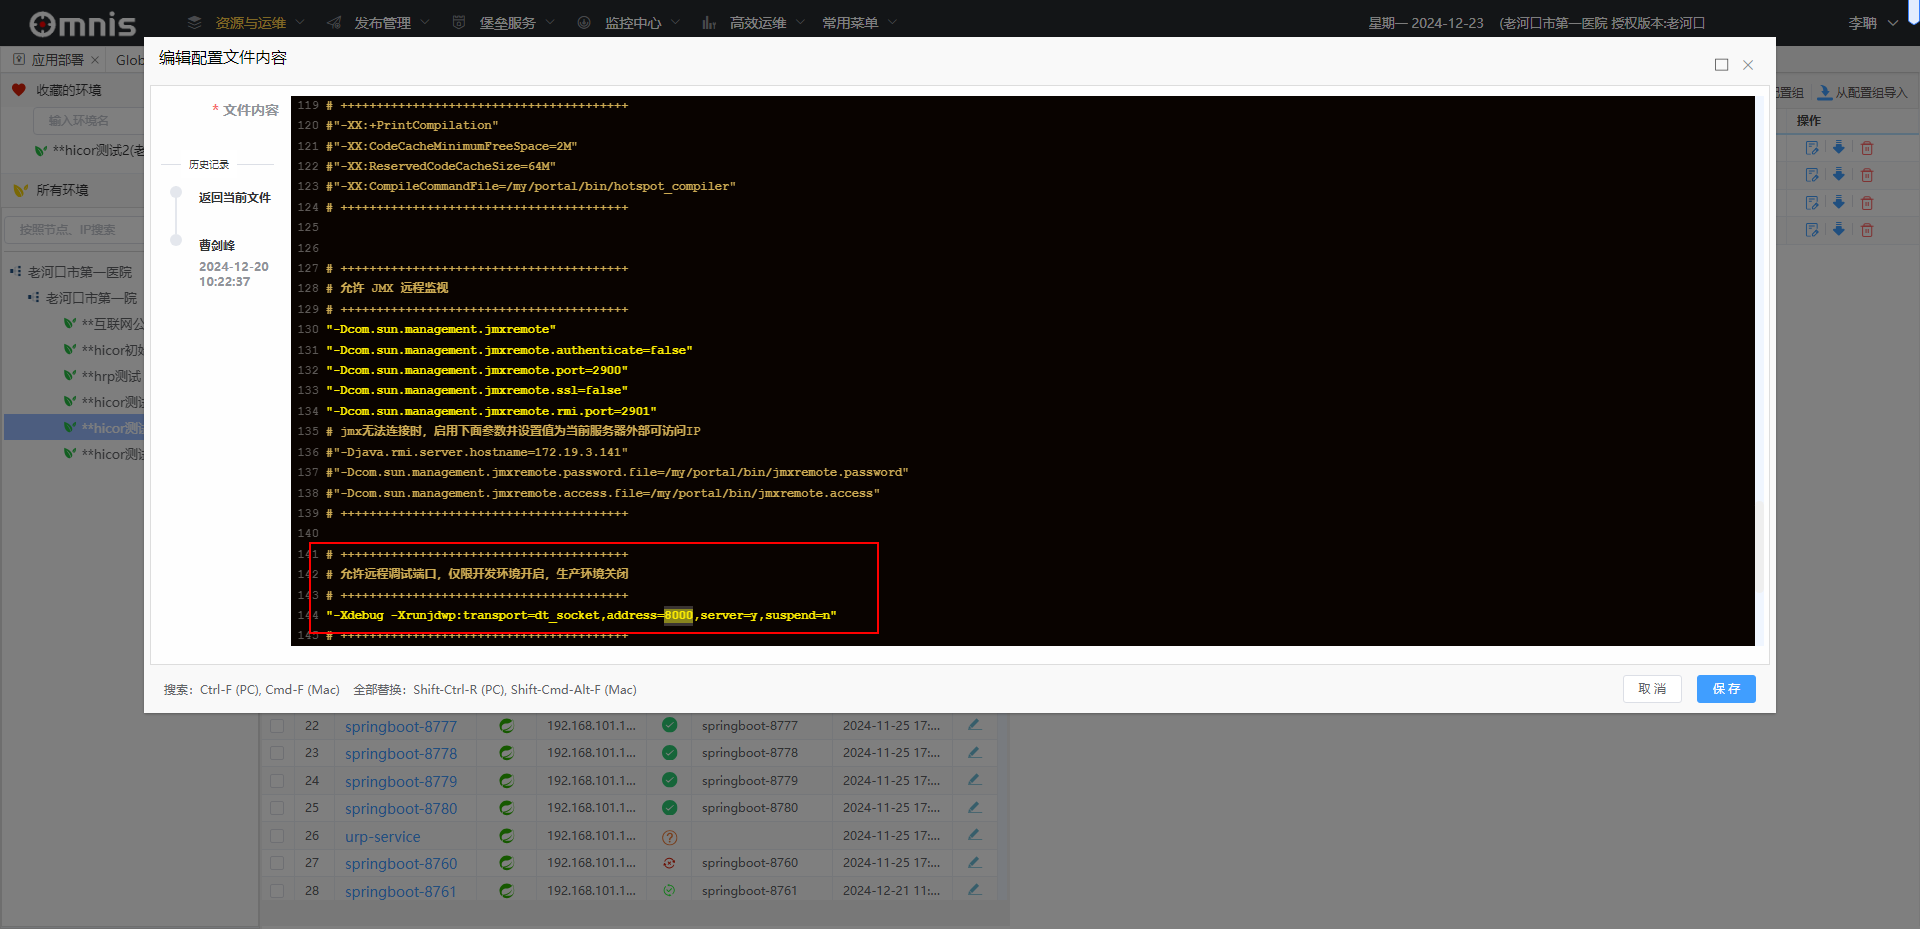 Omnis
资源与运维
发布管理
堡垒服务
监控中心
高效运维
常用菜单
星期一 2024-12-23
(老河口市第一医院 授权版本:老河口
李聃
应用部署
Glob
收藏的环境
输入环境名
**hicor测试2(老
所有环境
按照节点、IP搜索
老河口市第一医院
老河口市第一院
**互联网公
**hicor初始
**hrp测试
**hicor测试
**hicor测试
**hicor测试
配置组
从配置组导入
操作
编辑配置文件内容
* 文件内容
历史记录
返回当前文件
曹剑峰
2024-12-20
10:22:37
119 # ++++++++++++++++++++++++++++++++++++++++
120 #"-XX:+PrintCompilation"
121 #"-XX:CodeCacheMinimumFreeSpace=2M"
122 #"-XX:ReservedCodeCacheSize=64M"
123 #"-XX:CompileCommandFile=/my/portal/bin/hotspot_compiler"
124 # ++++++++++++++++++++++++++++++++++++++++
125
126
127 # ++++++++++++++++++++++++++++++++++++++++
128 # 允许 JMX 远程监视
129 # ++++++++++++++++++++++++++++++++++++++++
130 "-Dcom.sun.management.jmxremote"
131 "-Dcom.sun.management.jmxremote.authenticate=false"
132 "-Dcom.sun.management.jmxremote.port=2900"
133 "-Dcom.sun.management.jmxremote.ssl=false"
134 "-Dcom.sun.management.jmxremote.rmi.port=2901"
135 # jmx无法连接时，启用下面参数并设置值为当前服务器外部可访问IP
136 #"-Djava.rmi.server.hostname=172.19.3.141"
137 #"-Dcom.sun.management.jmxremote.password.file=/my/portal/bin/jmxremote.password"
138 #"-Dcom.sun.management.jmxremote.access.file=/my/portal/bin/jmxremote.access"
139 # ++++++++++++++++++++++++++++++++++++++++
140
141 # ++++++++++++++++++++++++++++++++++++++++
142 # 允许远程调试端口，仅限开发环境开启，生产环境关闭
143 # ++++++++++++++++++++++++++++++++++++++++
144 "-Xdebug -Xrunjdwp:transport=dt_socket,address=8000,server=y,suspend=n"
145 # ++++++++++++++++++++++++++++++++++++++++
搜索：Ctrl-F (PC), Cmd-F (Mac) 全部替换：Shift-Ctrl-R (PC), Shift-Cmd-Alt-F (Mac)
取 消
保 存
22 springboot-8777 192.168.101.1... springboot-8777 2024-11-25 17:...
23 springboot-8778 192.168.101.1... springboot-8778 2024-11-25 17:...
24 springboot-8779 192.168.101.1... springboot-8779 2024-11-25 17:...
25 springboot-8780 192.168.101.1... springboot-8780 2024-11-25 17:...
26 urp-service 192.168.101.1... 2024-11-25 17:...
27 springboot-8760 192.168.101.1... springboot-8760 2024-11-25 17:...
28 springboot-8761 192.168.101.1... springboot-8761 2024-12-21 11:...